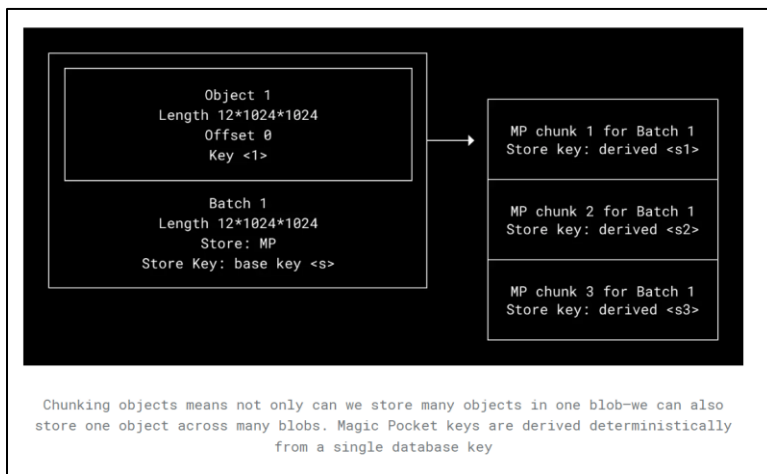 Object 1
Length 12*1024*1024
Offset 0
Key <1>
Batch 1
Length 12*1024*1024
Store: MP
Store Key: base key <s>
MP chunk 1 for Batch 1
Store key: derived <s1>
MP chunk 2 for Batch 1
Store key: derived <s2>
MP chunk 3 for Batch 1
Store key: derived <s3>
Chunking objects means not only can we store many objects in one blob—we can also
store one object across many blobs. Magic Pocket keys are derived deterministically
from a single database key